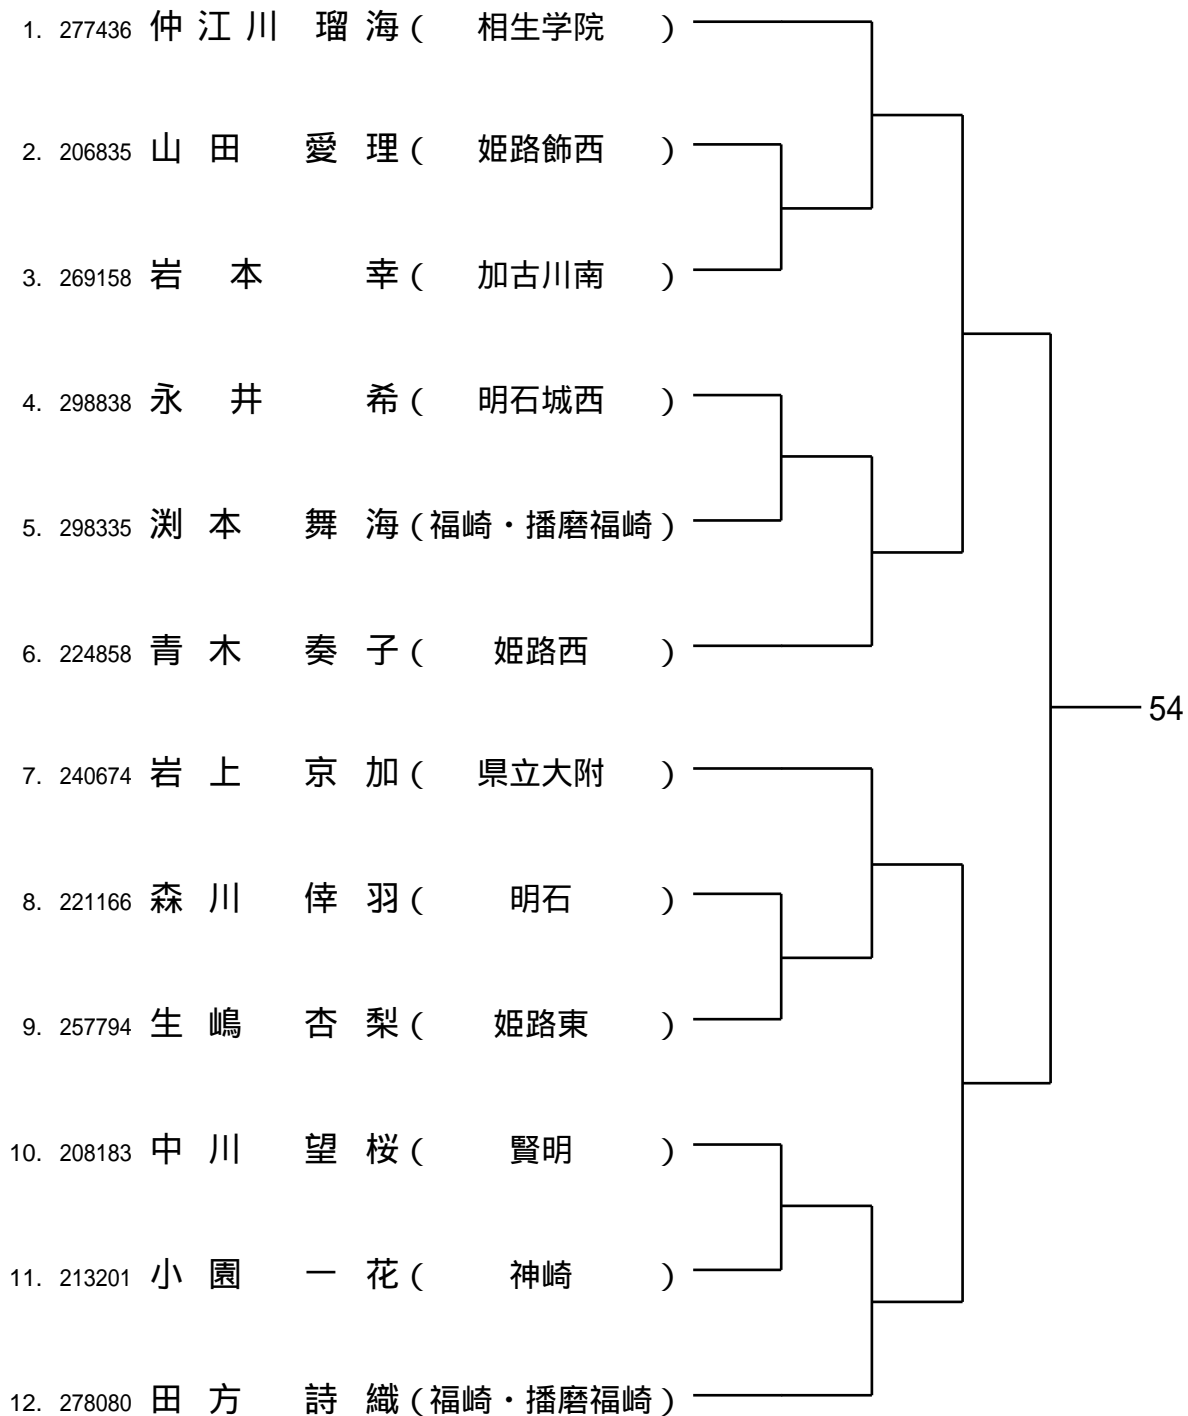 1. 277436 仲江川 瑠海 ( 相生学院 )
2. 206835 山田 愛理 ( 姫路飾西 )
3. 269158 岩本 幸 ( 加古川南 )
4. 298838 永井 希 ( 明石城西 )
5. 298335 渕本 舞海 (福崎・播磨福崎)
6. 224858 青木 奏子 ( 姫路西 )
54
7. 240674 岩上 京加 ( 県立大附 )
8. 221166 森川 倖羽 ( 明石 )
9. 257794 生嶋 杏梨 ( 姫路東 )
10. 208183 中川 望桜 ( 賢明 )
11. 213201 小園 一花 ( 神崎 )
12. 278080 田方 詩織 (福崎・播磨福崎)